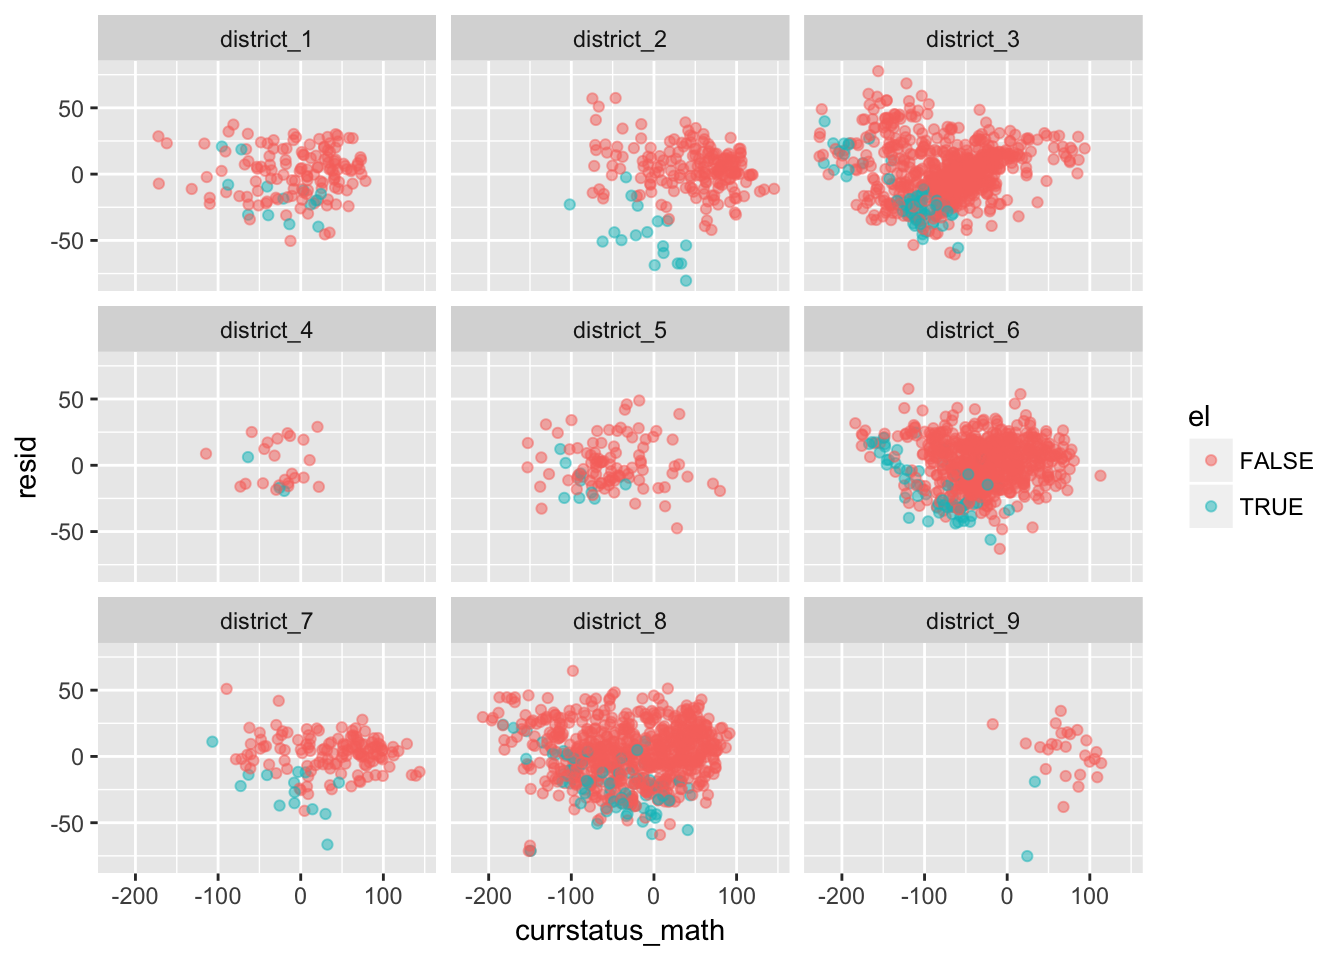 district_1
district_2
district_3
50
0
-50
district_4
district_5
district_6
50
0
-50
district_7
district_8
district_9
50
0
-50
-200 -100 0 100
-200 -100 0 100
-200 -100 0 100
currstatus_math
resid
el
FALSE
TRUE